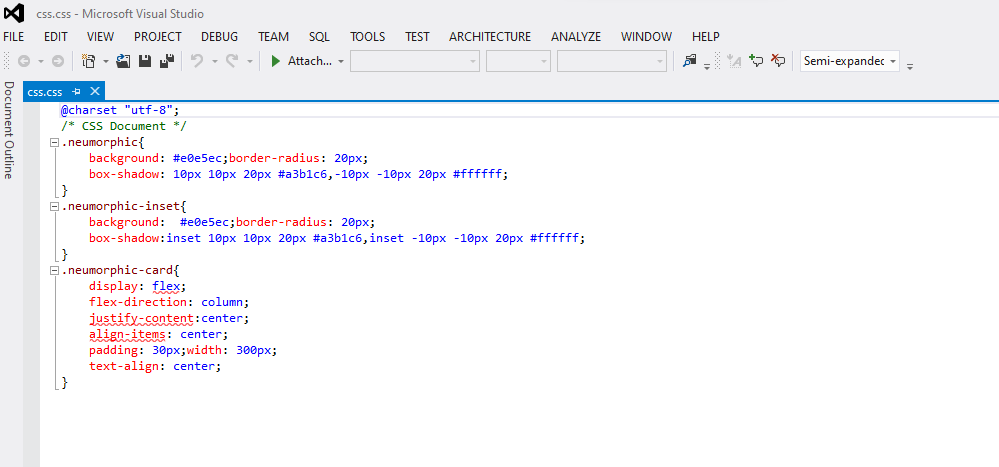 css.css - Microsoft Visual Studio
FILE EDIT VIEW PROJECT DEBUG TEAM SQL TOOLS TEST ARCHITECTURE ANALYZE WINDOW HELP
Attach... Semi-expanded
Document Outline
css.css
@charset "utf-8";
/* CSS Document */
.neumorphic{
background: #e0e5ec;border-radius: 20px;
box-shadow: 10px 10px 20px #a3b1c6,-10px -10px 20px #ffffff;
}
.neumorphic-inset{
background:  #e0e5ec;border-radius: 20px;
box-shadow:inset 10px 10px 20px #a3b1c6,inset -10px -10px 20px #ffffff;
}
.neumorphic-card{
display: flex;
flex-direction: column;
justify-content:center;
align-items: center;
padding: 30px;width: 300px;
text-align: center;
}